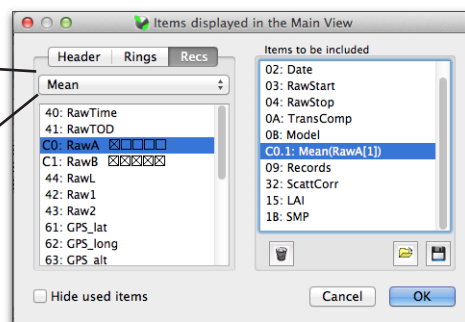 Items displayed in the Main View
Header Rings Recs
Mean
40: RawTime
41: RawTOD
C0: RawA
C1: RawB
44: RawL
42: Raw1
43: Raw2
61: GPS_lat
62: GPS_long
63: GPS alt
Hide used items
Items to be included
02: Date
03: RawStart
04: RawStop
0A: TransComp
0B: Model
C0.1: Mean(RawA[1])
09: Records
32: ScattCorr
15: LAI
1B: SMP
Cancel OK